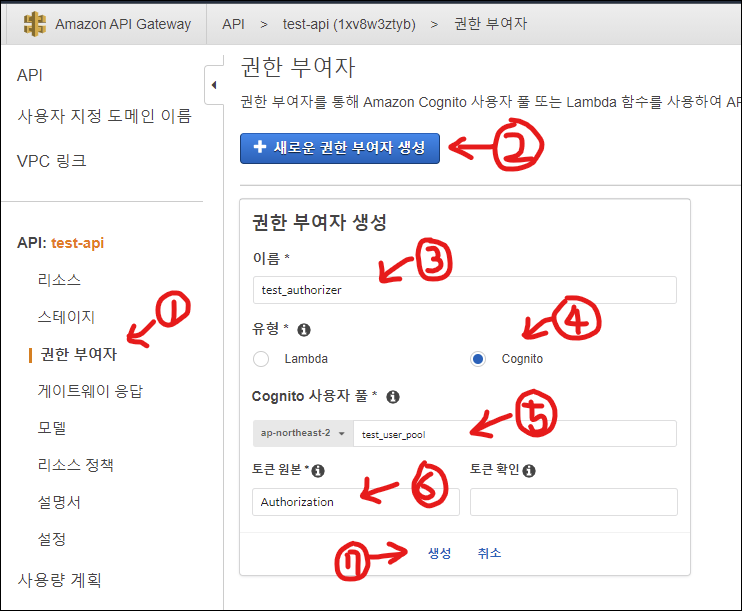 Amazon API Gateway
API > test-api (1xv8w3ztyb) > 권한 부여자
API
사용자 지정 도메인 이름
VPC 링크
API: test-api
리소스
스테이지
①
권한 부여자
게이트웨이 응답
모델
리소스 정책
설명서
설정
사용량 계획
권한 부여자
권한 부여자를 통해 Amazon Cognito 사용자 풀 또는 Lambda 함수를 사용하여
+ 새로운 권한 부여자 생성
②
권한 부여자 생성
이름 *
③
test_authorizer
유형 *
④
Lambda
Cognito
Cognito 사용자 풀 *
⑤
ap-northeast-2
test_user_pool
토큰 원본 *
토큰 확인
⑥
Authorization
⑦
생성
취소